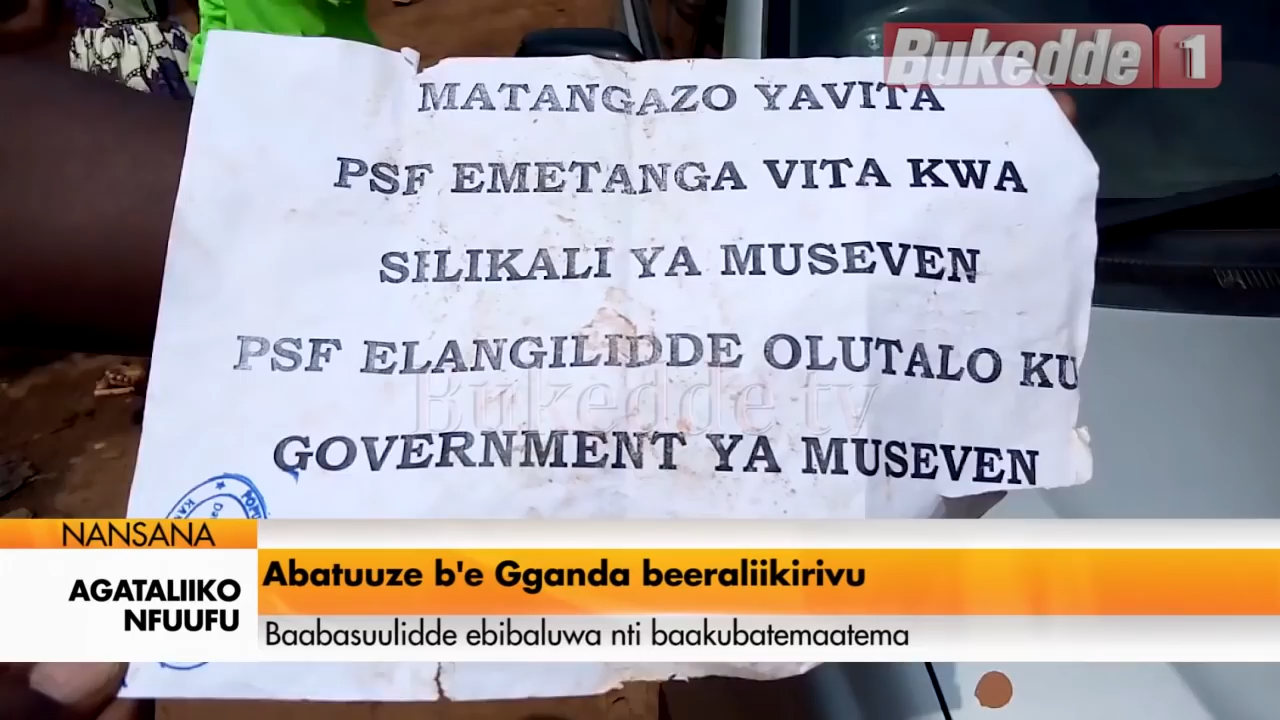 Bukedde 1
MATANGAZO YAVITA
PSF EMETANGA VITA KWA
SILIKALI YA MUSEVEN
PSF ELANGILIDDE OLUTALO KU
Bukedde tv
GOVERNMENT YA MUSEVEN
NANSANA
AGATALIIKO
NFUUFU
Abatuuze b'e Gganda beeraliikirivu
Baabasuulidde ebibaluwa nti baakubatemaatema